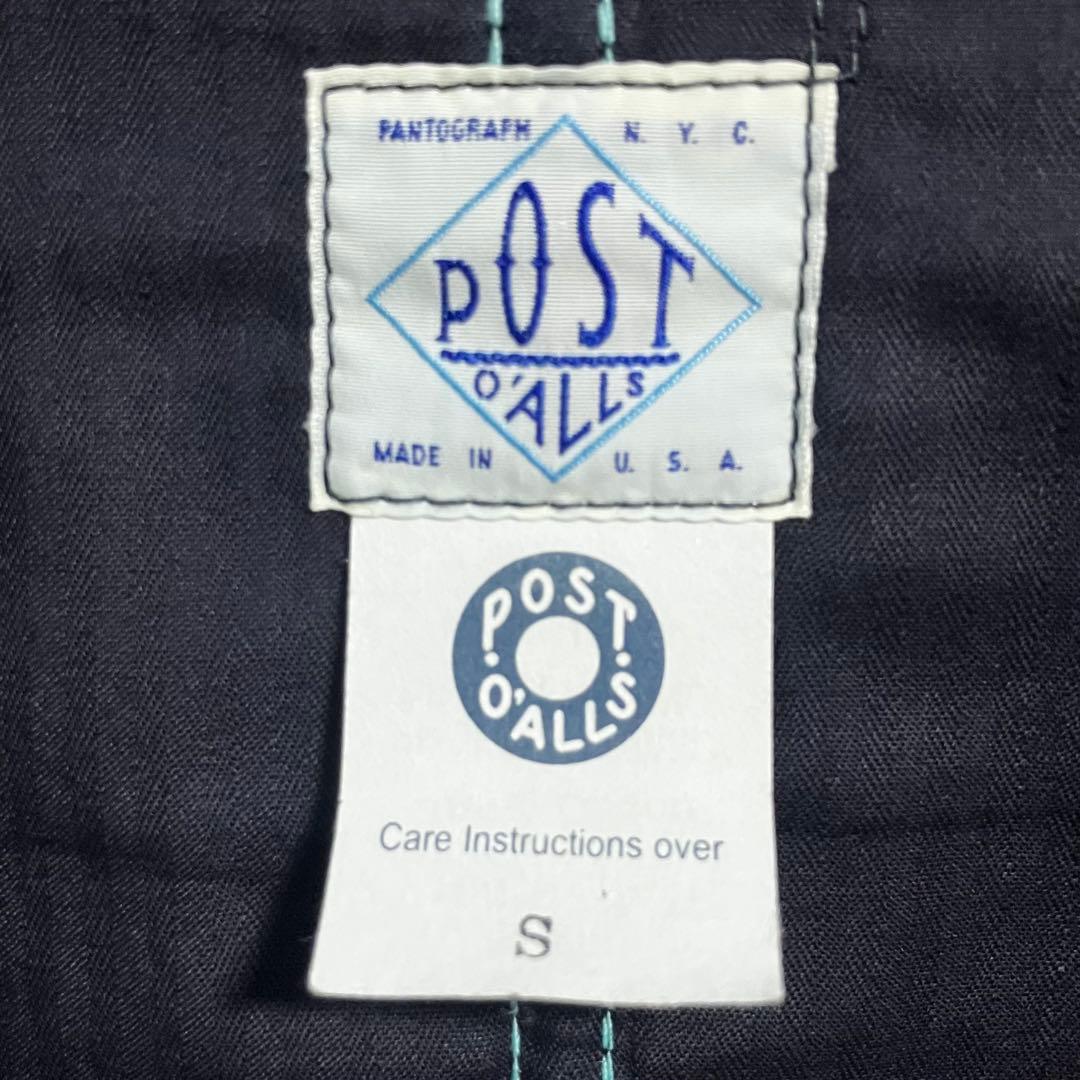 PANTOGRAPH N. Y. C.
POST
O'ALLS
MADE IN U. S. A.
POST
O'ALLS
Care Instructions over
S